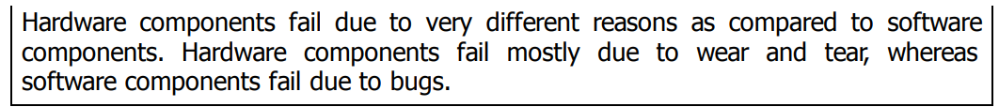 Hardware components fail due to very different reasons as compared to software
components. Hardware components fail mostly due to wear and tear, whereas
software components fail due to bugs.